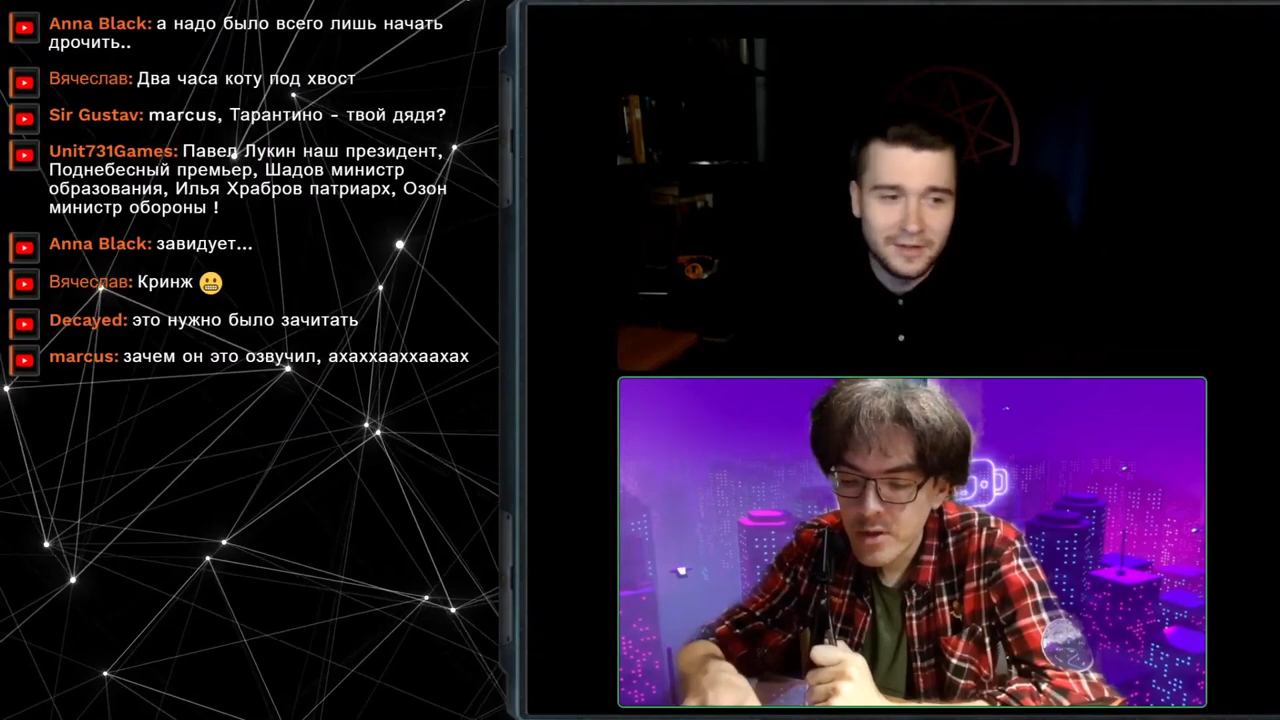 Anna Black: а надо было всего лишь начать
дрочить..
Вячеслав: Два часа коту под хвост
Sir Gustav: marcus, Тарантино - твой дядя?
Unit731Games: Павел Лукин наш президент,
Поднебесный премьер, Шадов министр
образования, Илья Храбров патриарх, Озон
министр обороны !
Anna Black: завидует...
Вячеслав: Кринж 😬
Decayed: это нужно было зачитать
marcus: зачем он это озвучил, ахаххааххаахах